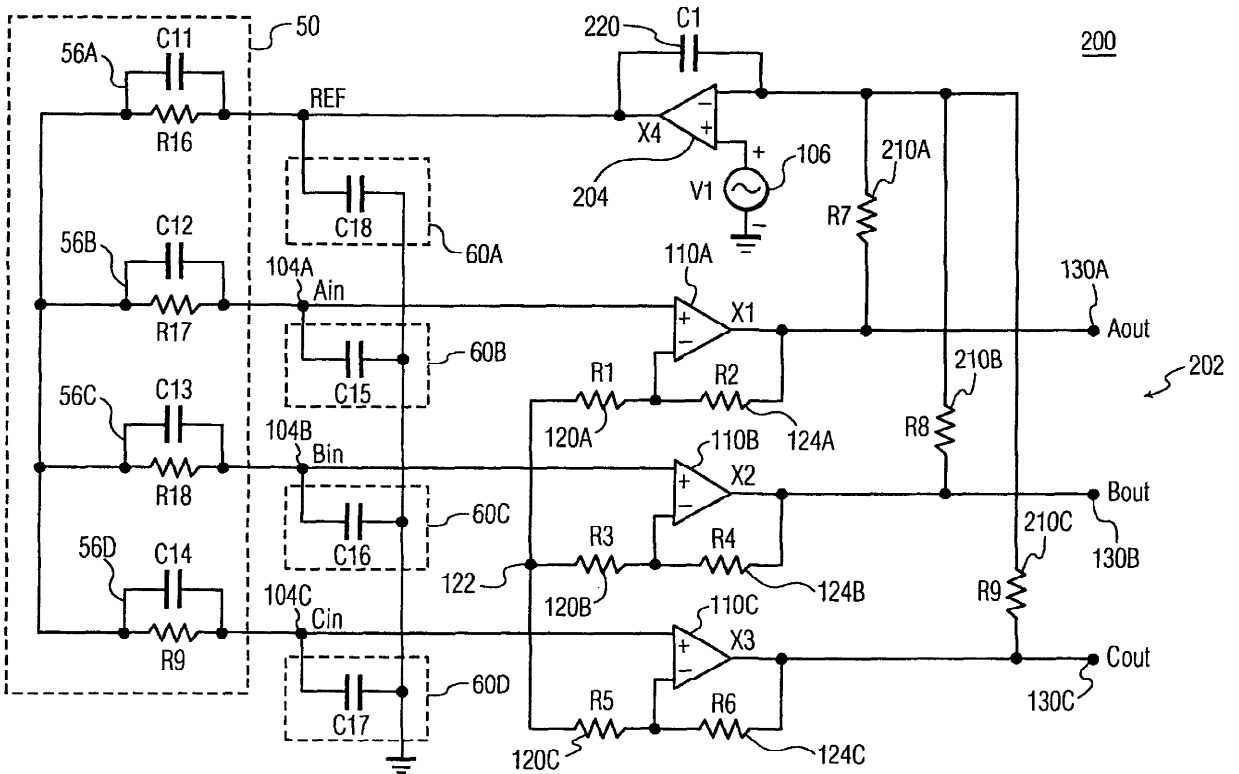 50
C11
56A
R16
REF
C18
60A
220
C1
200
X4
204
V1
+
−
106
210A
R7
C12
56B
R17
104A
Ain
C15
60B
110A
X1
+
−
130A
Aout
R1
120A
R2
124A
210B
R8
202
C13
56C
R18
104B
Bin
C16
60C
110B
X2
+
−
Bout
130B
122
R3
120B
R4
124B
210C
R9
C14
56D
R9
104C
Cin
C17
60D
110C
X3
+
−
Cout
130C
R5
120C
R6
124C
−
+